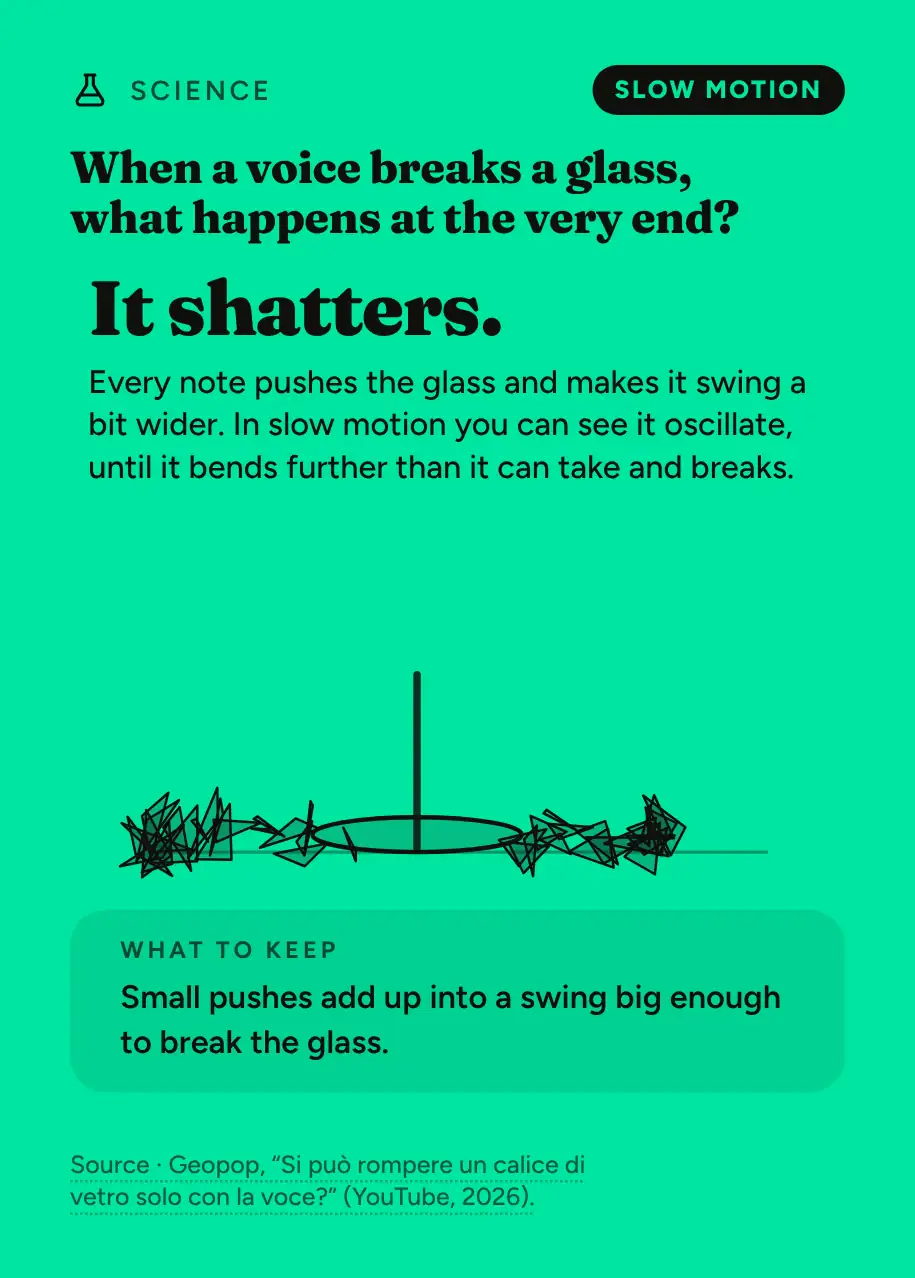 SCIENCE
SLOW MOTION
When a voice breaks a glass,
what happens at the very end?
It shatters.
Every note pushes the glass and makes it swing a
bit wider. In slow motion you can see it oscillate,
until it bends further than it can take and breaks.
WHAT TO KEEP
Small pushes add up into a swing big enough
to break the glass.
Source · Geopop, “Si può rompere un calice di
vetro solo con la voce?” (YouTube, 2026).